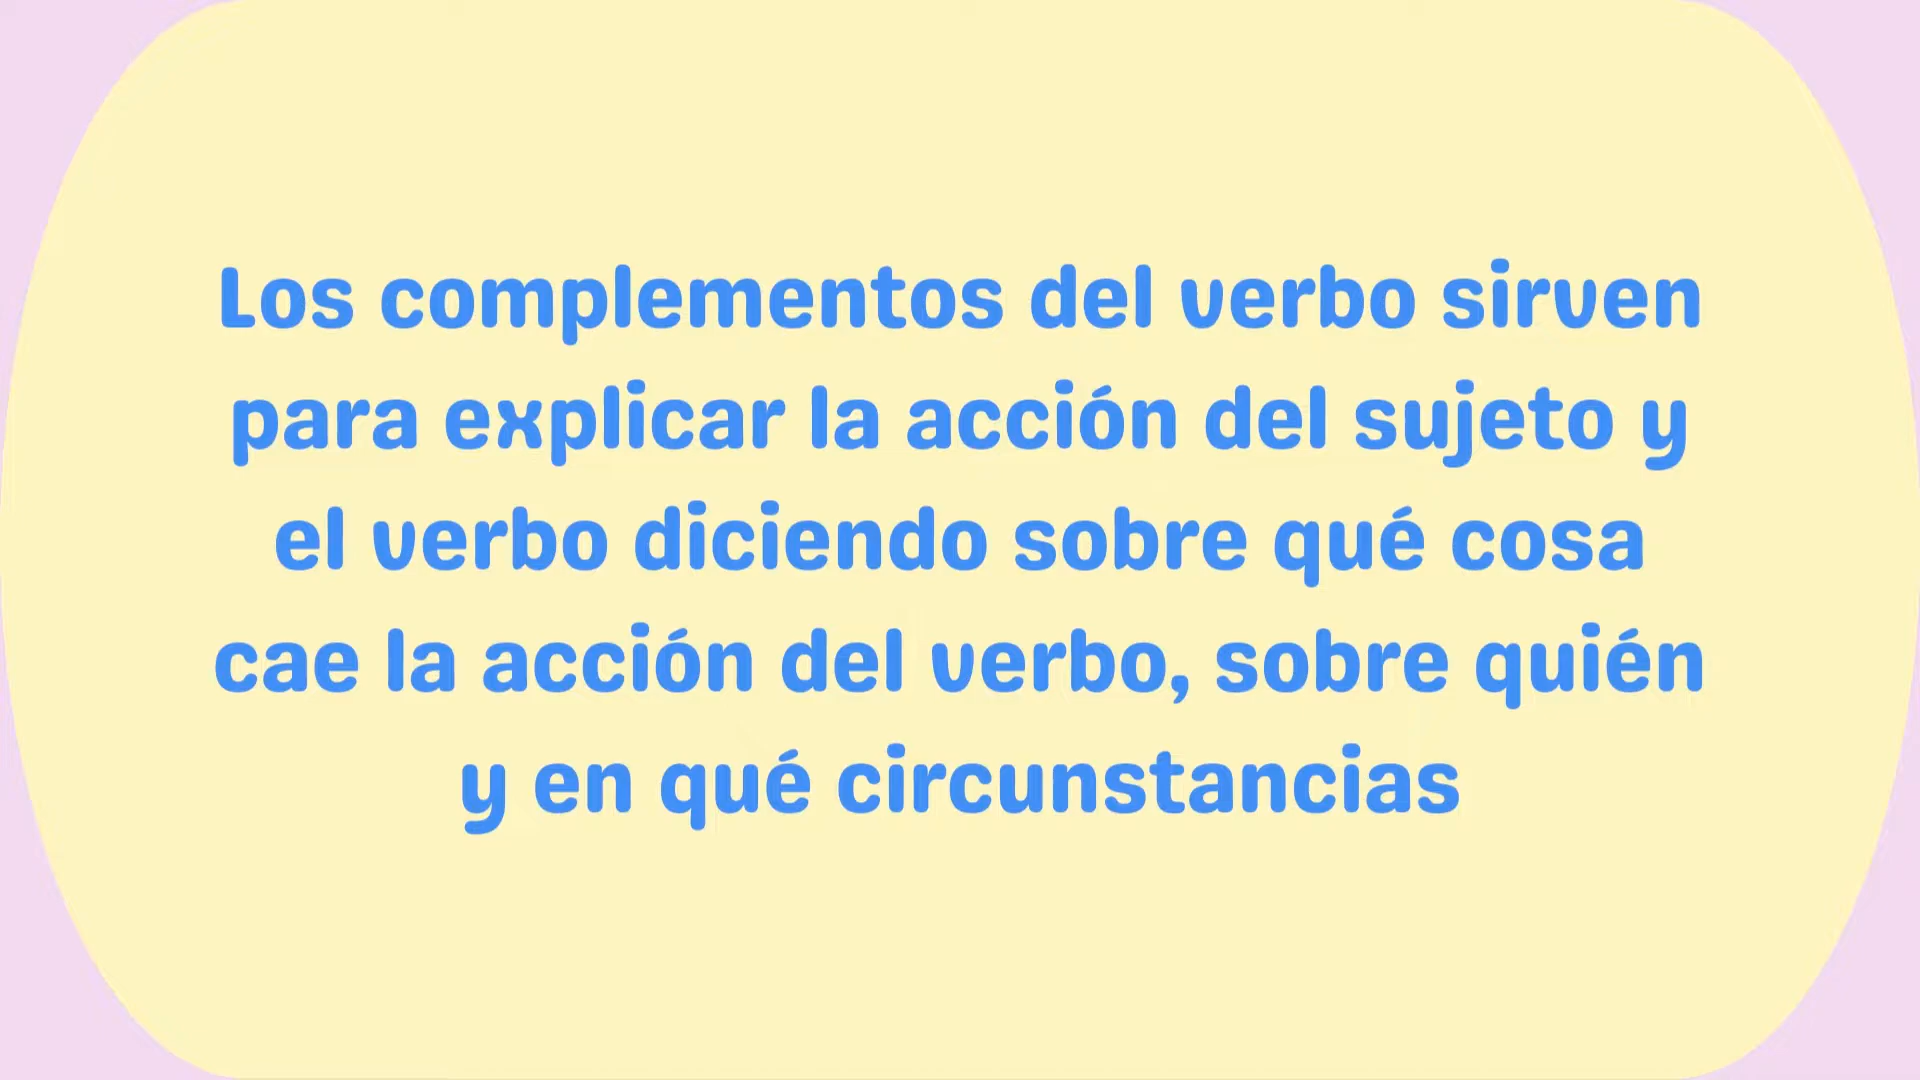 Los complementos del verbo sirven
para explicar la acción del sujeto y
el verbo diciendo sobre qué cosa
cae la acción del verbo, sobre quién
y en qué circunstancias